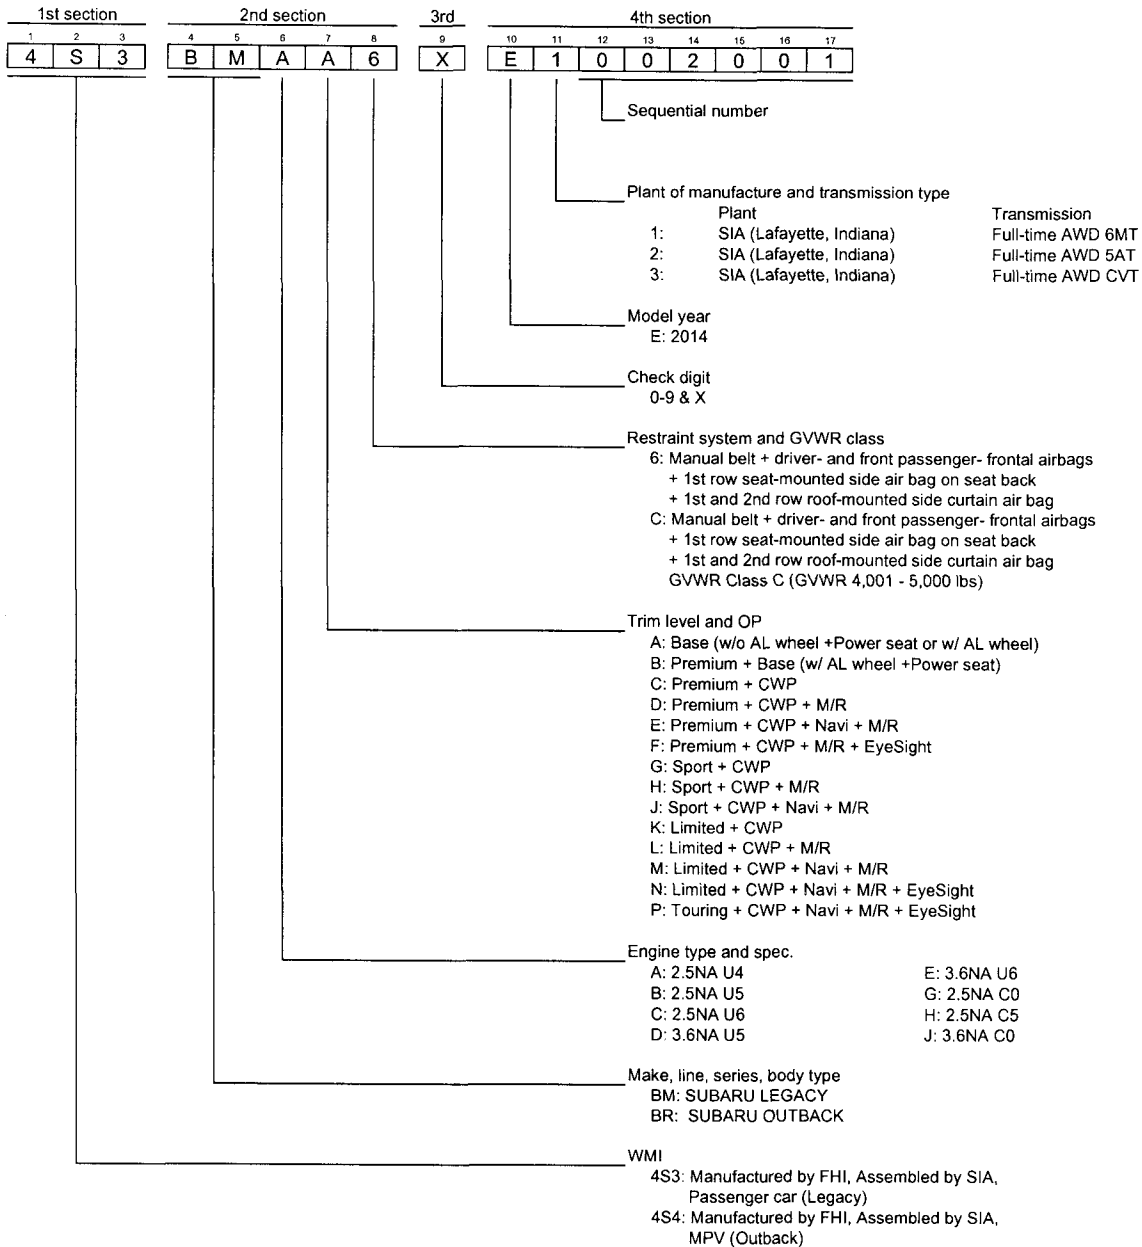 1st section 2nd section 3rd 4th section
1 2 3 4 5 6 7 8 9 10 11 12 13 14 15 16 17
4 S 3 B M A A 6 X E 1 0 0 2 0 0 1
Sequential number
Plant of manufacture and transmission type
Plant Transmission
1: SIA (Lafayette, Indiana) Full-time AWD 6MT
2: SIA (Lafayette, Indiana) Full-time AWD 5AT
3: SIA (Lafayette, Indiana) Full-time AWD CVT
Model year
E: 2014
Check digit
0-9 & X
Restraint system and GVWR class
6: Manual belt + driver- and front passenger- frontal airbags
+ 1st row seat-mounted side air bag on seat back
+ 1st and 2nd row roof-mounted side curtain air bag
C: Manual belt + driver- and front passenger- frontal airbags
+ 1st row seat-mounted side air bag on seat back
+ 1st and 2nd row roof-mounted side curtain air bag
GVWR Class C (GVWR 4,001 - 5,000 lbs)
Trim level and OP
A: Base (w/o AL wheel +Power seat or w/ AL wheel)
B: Premium + Base (w/ AL wheel +Power seat)
C: Premium + CWP
D: Premium + CWP + M/R
E: Premium + CWP + Navi + M/R
F: Premium + CWP + M/R + EyeSight
G: Sport + CWP
H: Sport + CWP + M/R
J: Sport + CWP + Navi + M/R
K: Limited + CWP
L: Limited + CWP + M/R
M: Limited + CWP + Navi + M/R
N: Limited + CWP + Navi + M/R + EyeSight
P: Touring + CWP + Navi + M/R + EyeSight
Engine type and spec.
A: 2.5NA U4 E: 3.6NA U6
B: 2.5NA U5 G: 2.5NA C0
C: 2.5NA U6 H: 2.5NA C5
D: 3.6NA U5 J: 3.6NA C0
Make, line, series, body type
BM: SUBARU LEGACY
BR: SUBARU OUTBACK
WMI
4S3: Manufactured by FHI, Assembled by SIA,
Passenger car (Legacy)
4S4: Manufactured by FHI, Assembled by SIA,
MPV (Outback)